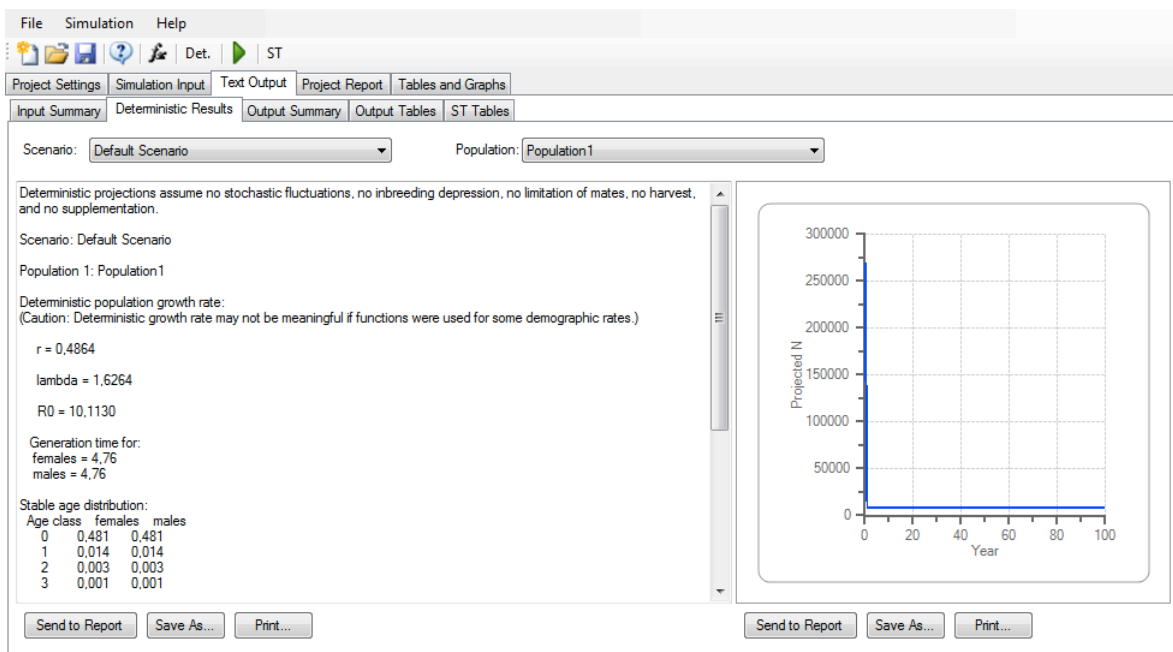 File Simulation Help
fx Det. ST
Project Settings Simulation Input Text Output Project Report Tables and Graphs
Input Summary Deterministic Results Output Summary Output Tables ST Tables
Scenario: Default Scenario Population: Population1
Deterministic projections assume no stochastic fluctuations, no inbreeding depression, no limitation of mates, no harvest,
and no supplementation.
Scenario: Default Scenario
Population 1: Population1
Deterministic population growth rate:
(Caution: Deterministic growth rate may not be meaningful if functions were used for some demographic rates.)
r = 0,4864
lambda = 1,6264
R0 = 10,1130
Generation time for:
females = 4,76
males = 4,76
Stable age distribution:
Age class females males
0 0,481 0,481
1 0,014 0,014
2 0,003 0,003
3 0,001 0,001
Send to Report Save As... Print...
Projected N
300000
250000
200000
150000
100000
50000
0
0 20 40 60 80 100
Year
Send to Report Save As... Print...